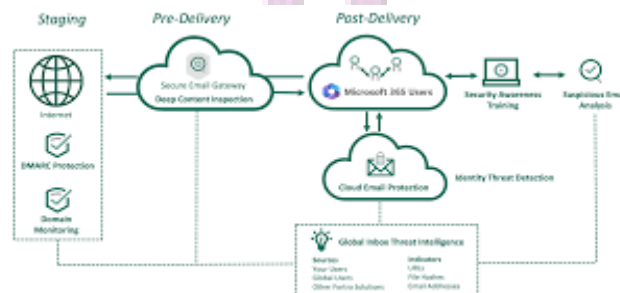 Staging
Pre-Delivery
Post-Delivery
Internet
DMARC Protection
Domain
Monitoring
Secure Email Gateway
Deep Content Inspection
Microsoft 365 Users
Security Awareness
Training
Suspicious Ema
Analysis
Cloud Email Protection
Identity Threat Detection
Global Inbox Threat Intelligence
Sources
Your Users
Global Users
Other Fortra Solutions
Indicators
URLs
File Hashes
Email Addresses